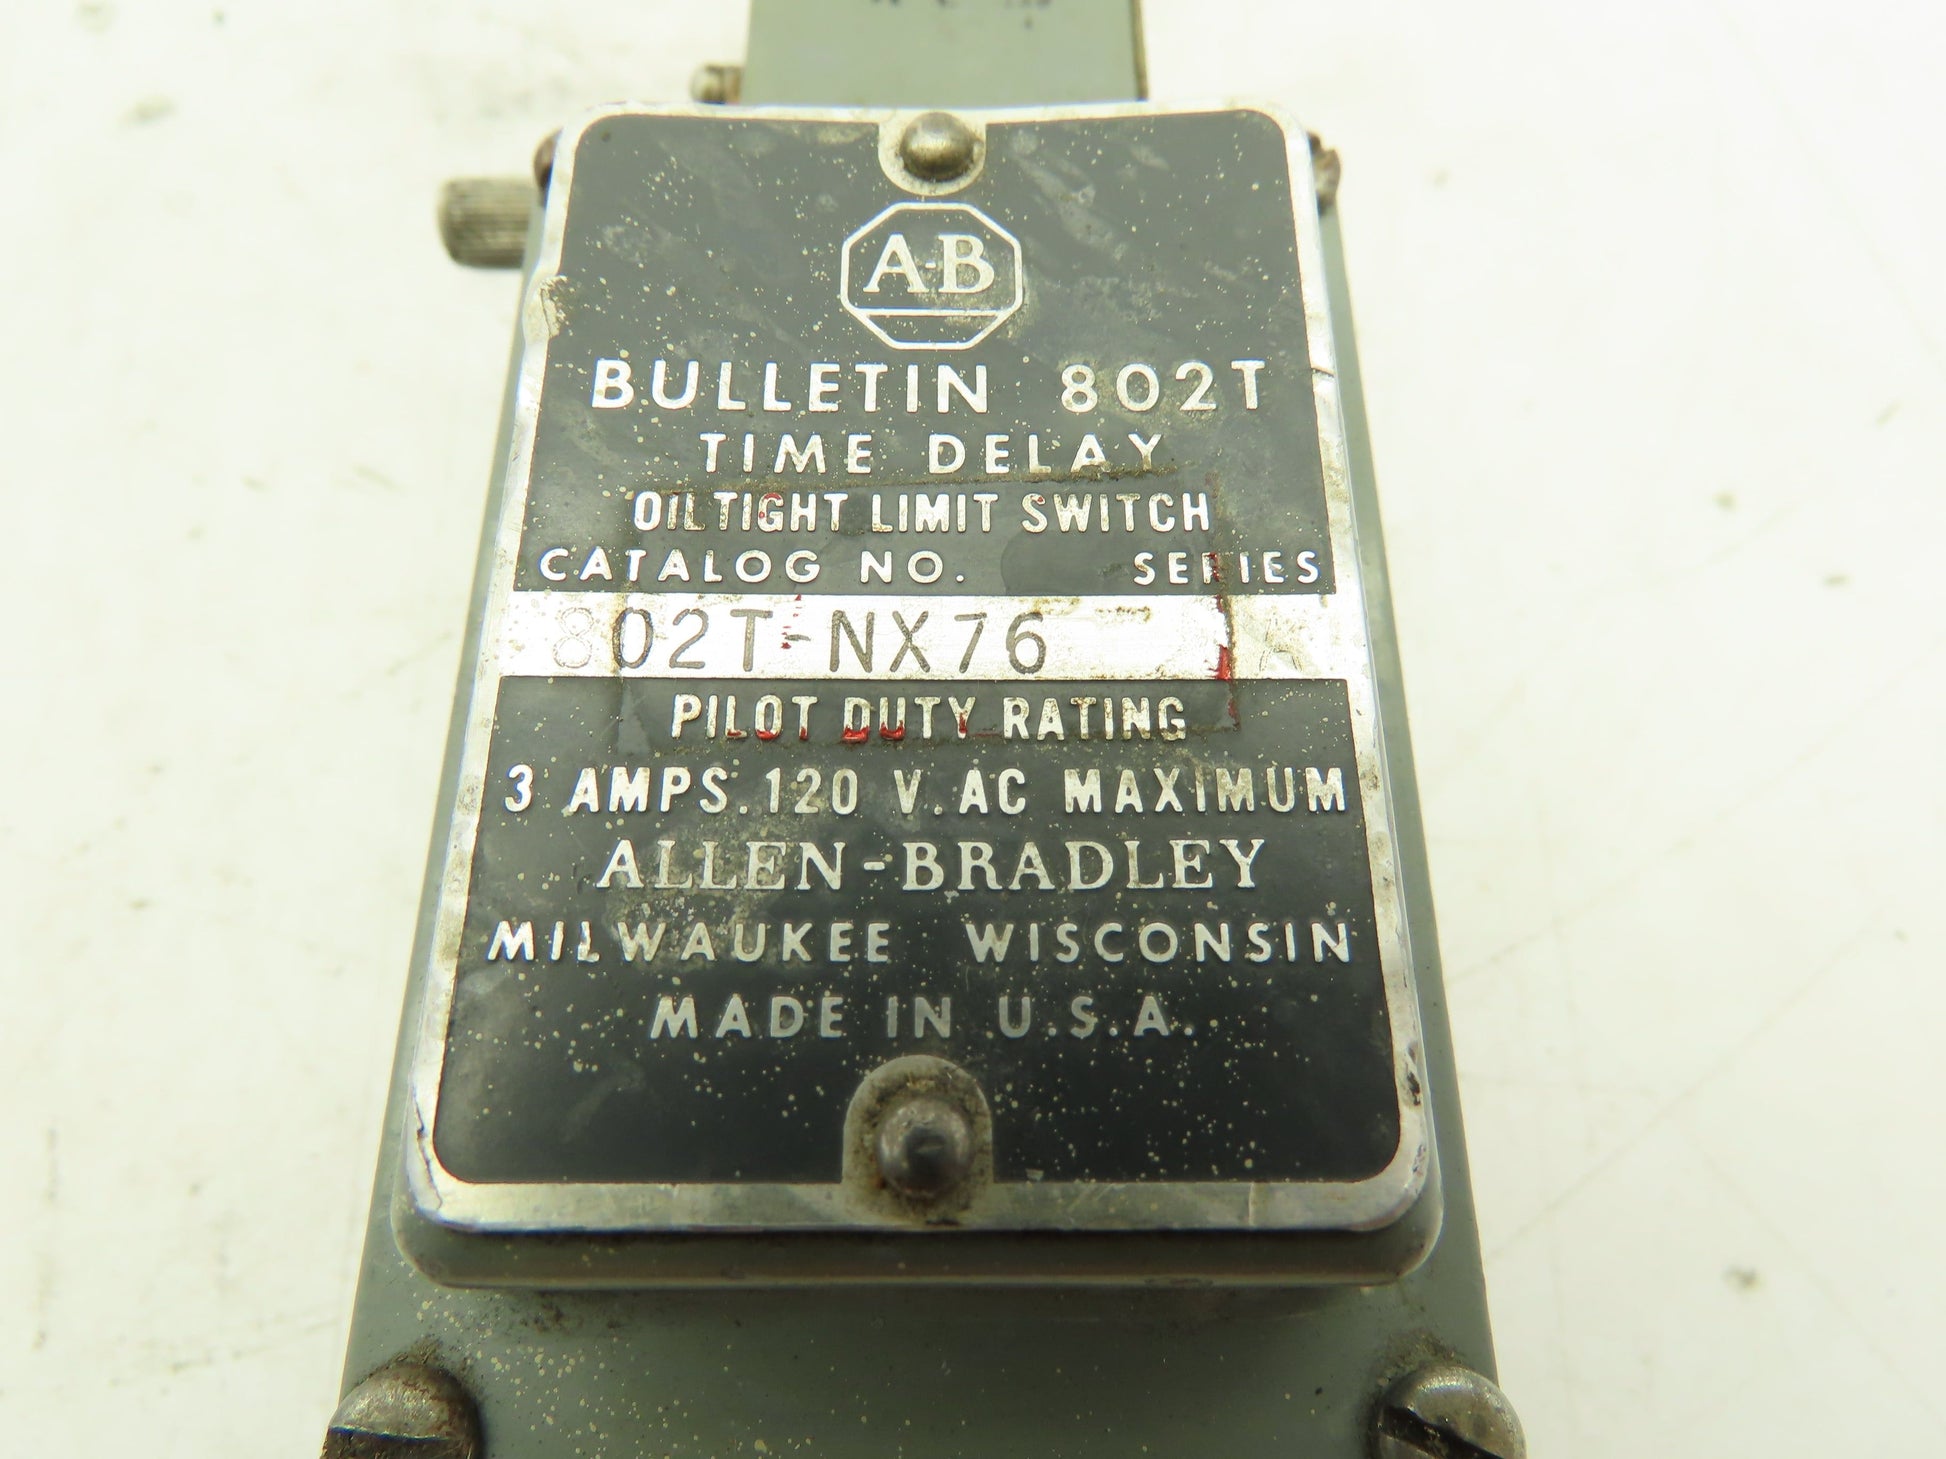 A-B
BULLETIN 802T
TIME DELAY
OILTIGHT LIMIT SWITCH
CATALOG NO. SERIES
802T-NX76 A
PILOT DUTY RATING
3 AMPS. 120 V. AC MAXIMUM
ALLEN-BRADLEY
MILWAUKEE WISCONSIN
MADE IN U.S.A.